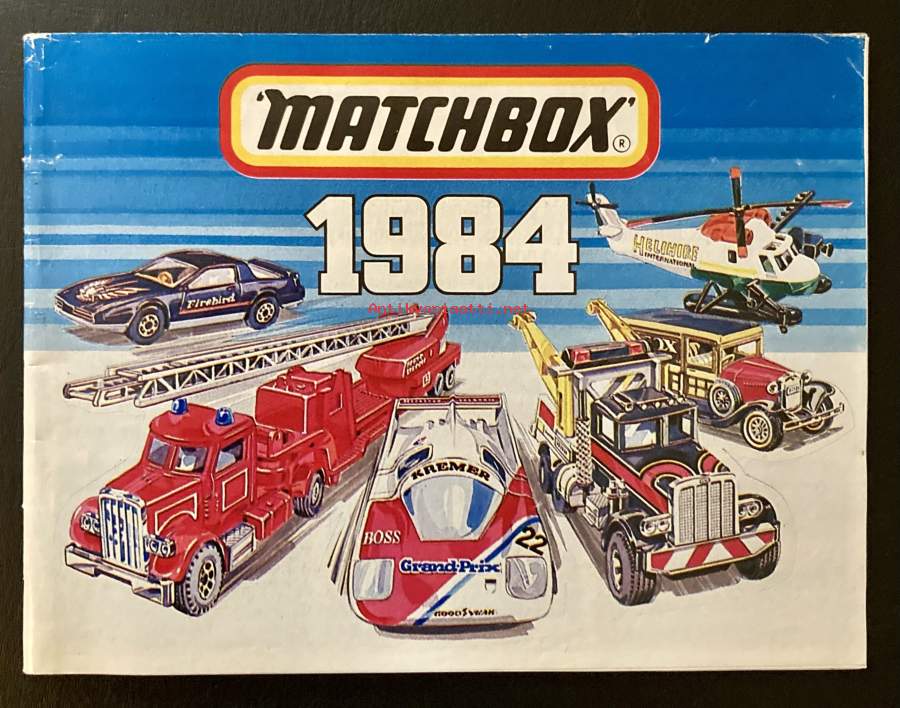 'MATCHBOX'®
1984
HELIHIRE
INTERNATIONAL
Firebird
Antikvariaatti.net
KREMER
BOSS
22
Grand-Prix
GOODYEAR